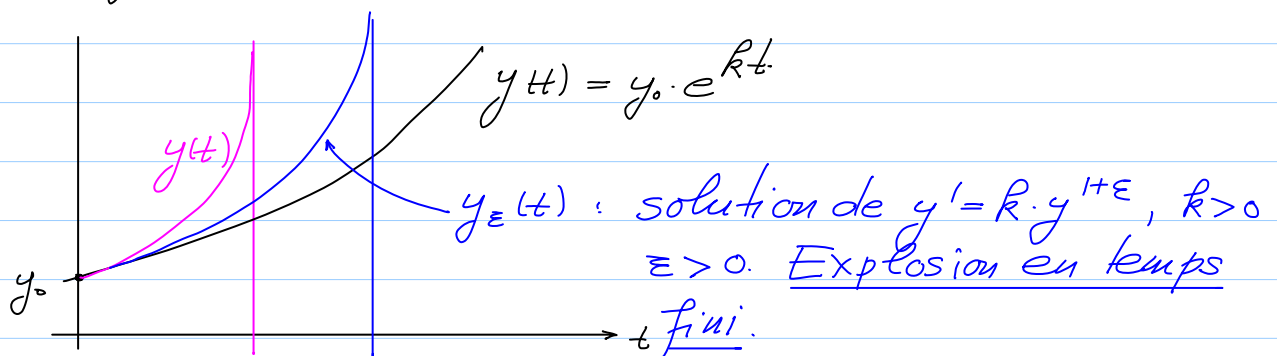 y(t) = y₀ · e^{kt}
y(t)
y_ε(t) : solution de y' = k · y^{1+ε}, k>0
ε > 0. Explosion en temps
y₀
t fini.